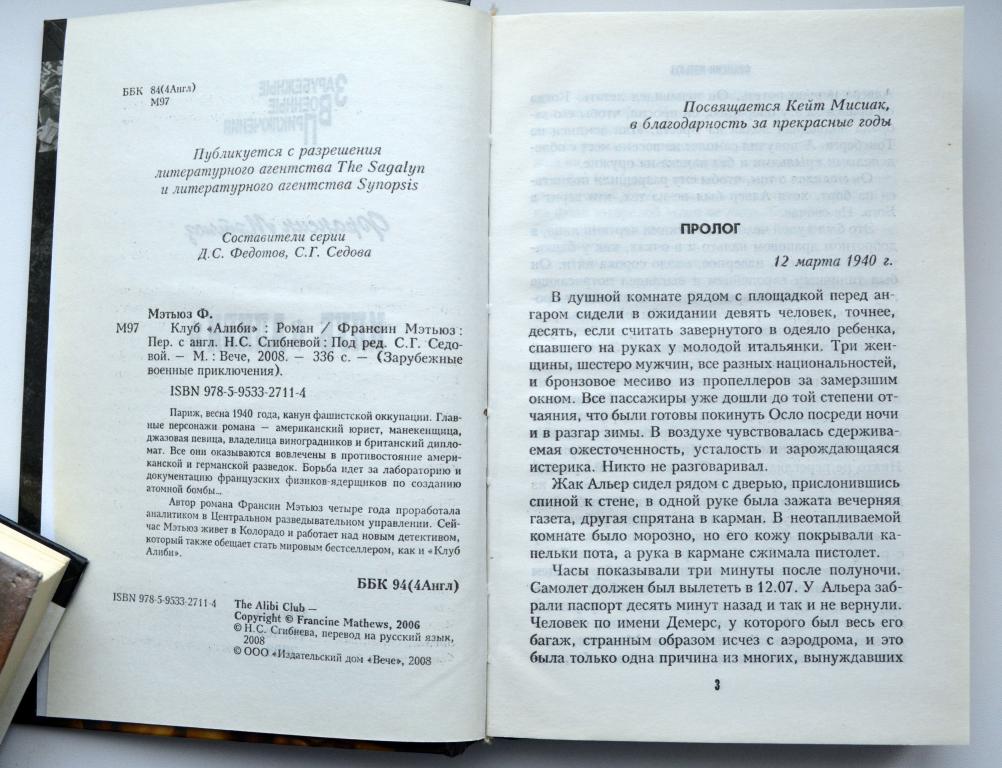 ББК 84(4Англ)
М97
Публикуется с разрешения
литературного агентства The Sagalyn
и литературного агентства Synopsis
Составители серии
Д.С. Федотов, С.Г. Седова
Мэтьюз Ф.
М97 Клуб «Алиби» : Роман / Франсин Мэтьюз :
Пер. с англ. Н.С. Сгибневой : Под ред. С.Г. Седо-
вой. — М. : Вече, 2008. — 336 с. — (Зарубежные
военные приключения).
ISBN 978-5-9533-2711-4
Париж, весна 1940 года, канун фашистской оккупации. Глав-
ные персонажи романа — американский юрист, манекенщица,
джазовая певица, владелица виноградников и британский дипло-
мат. Все они оказываются вовлечены в противостояние амери-
канской и германской разведок. Борьба идет за лабораторию и
документацию французских физиков-ядерщиков по созданию
атомной бомбы...
Автор романа Франсин Мэтьюз четыре года проработала
аналитиком в Центральном разведывательном управлении. Сей-
час Мэтьюз живет в Колорадо и работает над новым детективом,
который также обещает стать мировым бестселлером, как и «Клуб
Алиби».
ББК 94(4Англ)
ISBN 978-5-9533-2711-4
The Alibi Club —
Copyright © Francine Mathews, 2006
© Н.С. Сгибнева, перевод на русский язык,
2008
© ООО «Издательский дом «Вече», 2008
Посвящается Кейт Мисиак,
в благодарность за прекрасные годы
ПРОЛОГ
12 марта 1940 г.
В душной комнате рядом с площадкой перед ан-
гаром сидели в ожидании девять человек, точнее,
десять, если считать завернутого в одеяло ребенка,
спавшего на руках у молодой итальянки. Три жен-
щины, шестеро мужчин, все разных национальностей,
и бронзовое месиво из пропеллеров за замерзшим
окном. Все пассажиры уже дошли до той степени от-
чаяния, что были готовы покинуть Осло посреди ночи
и в разгар зимы. В воздухе чувствовалась сдержива-
емая ожесточенность, усталость и зарождающаяся
истерика. Никто не разговаривал.
Жак Альер сидел рядом с дверью, прислонившись
спиной к стене, в одной руке была зажата вечерняя
газета, другая спрятана в карман. В неотапливаемой
комнате было морозно, но его кожу покрывали ка-
пельки пота, а рука в кармане сжимала пистолет.
Часы показывали три минуты после полуночи.
Самолет должен был вылететь в 12.07. У Альера заб-
рали паспорт десять минут назад и так и не вернули.
Человек по имени Демерс, у которого был весь его
багаж, странным образом исчез с аэродрома, и это
была только одна причина из многих, вынуждавших
3